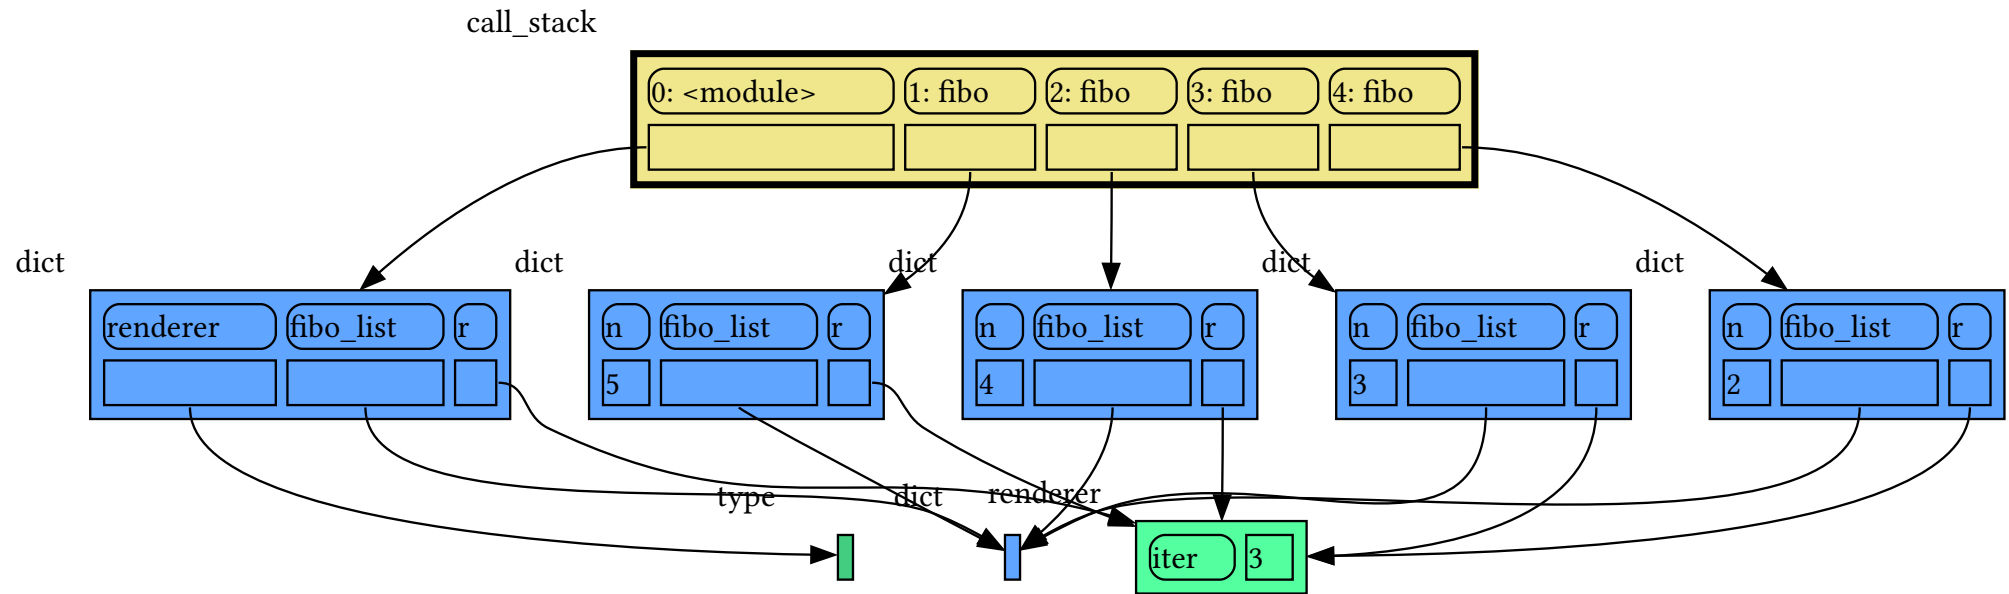 call_stack
0: <module> 1: fibo 2: fibo 3: fibo 4: fibo
dict dict dict dict dict
renderer fibo_list r n fibo_list r n fibo_list r n fibo_list r n fibo_list r
5 4 3 2
type dict renderer
iter 3